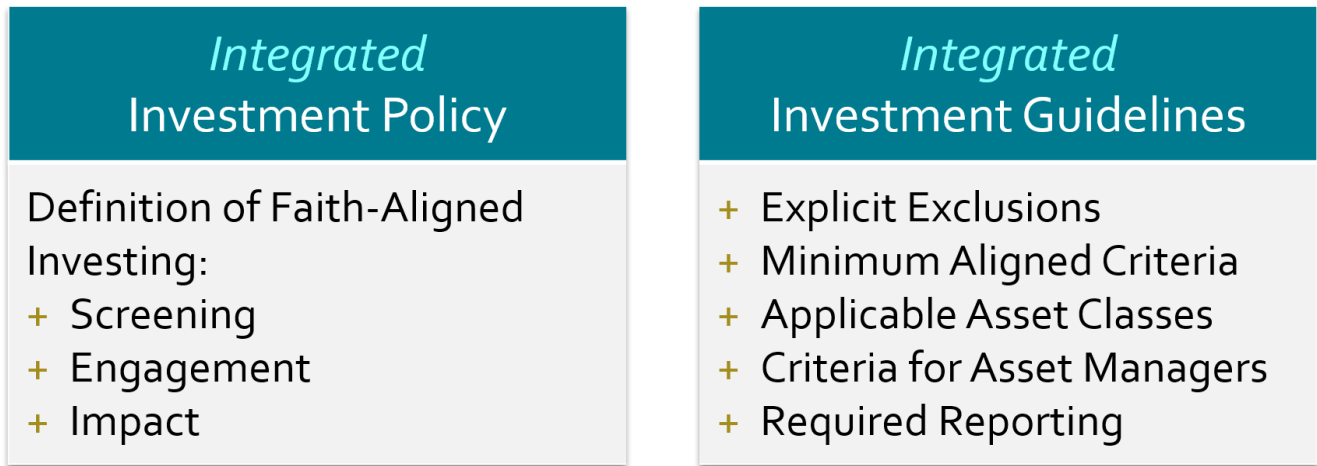 Integrated
Investment Policy
Definition of Faith-Aligned
Investing:
+ Screening
+ Engagement
+ Impact
Integrated
Investment Guidelines
+ Explicit Exclusions
+ Minimum Aligned Criteria
+ Applicable Asset Classes
+ Criteria for Asset Managers
+ Required Reporting